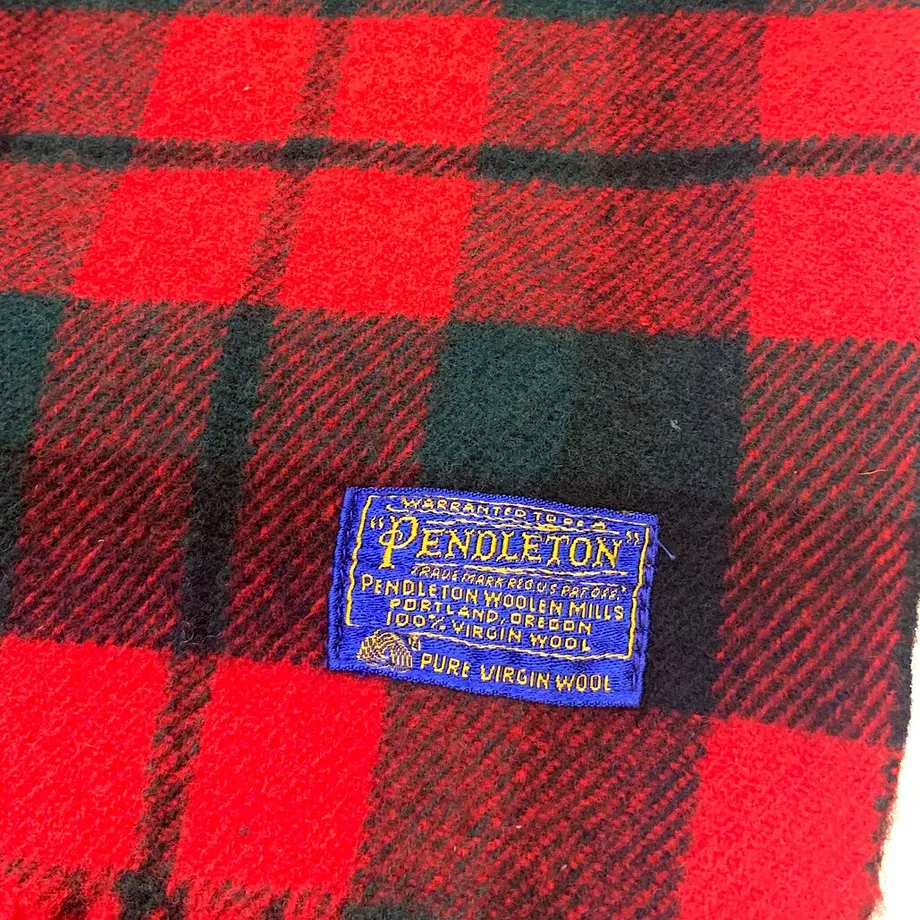 WARRANTED TO BE A
"PENDLETON"
TRADE MARK REG US PAT OFF.
PENDLETON WOOLEN MILLS
PORTLAND, OREGON
100% VIRGIN WOOL
PURE VIRGIN WOOL